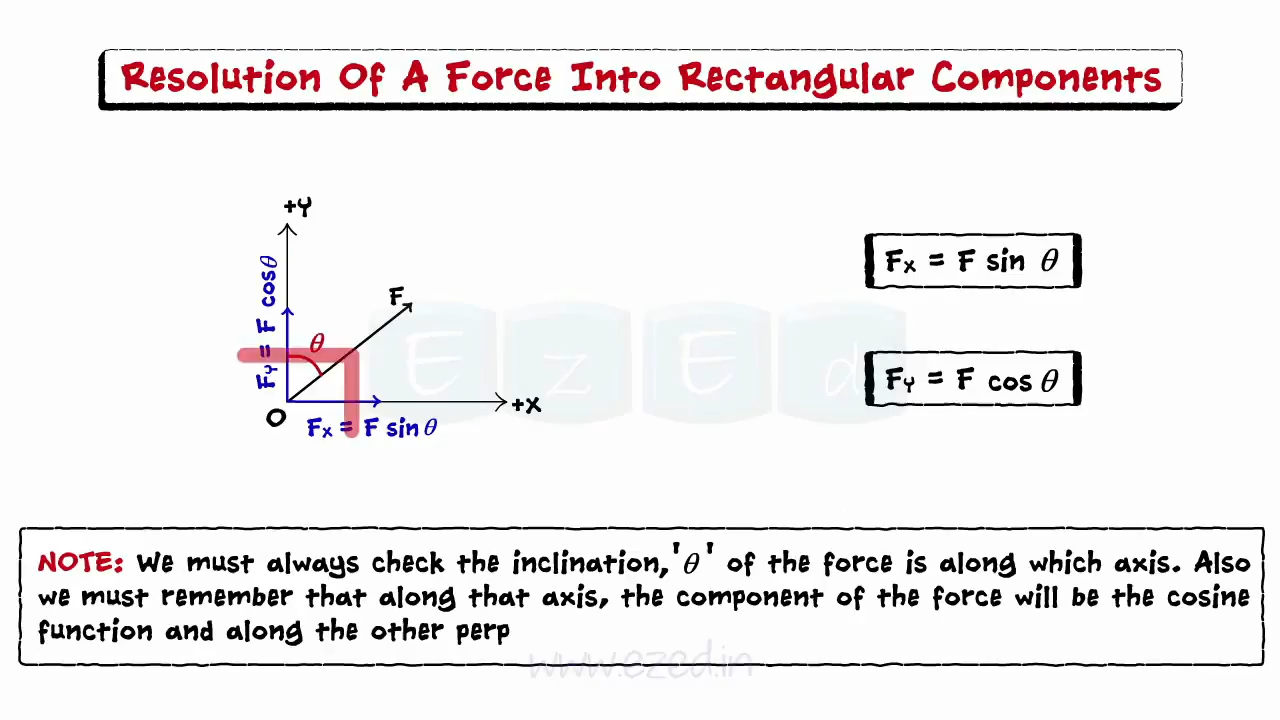 Resolution Of A Force Into Rectangular Components
+Y
Fx = F sin θ
F
Fy = F cosθ
θ
EzEd
Fy = F cos θ
+X
O
Fx = F sin θ
NOTE: We must always check the inclination, 'θ' of the force is along which axis. Also
we must remember that along that axis, the component of the force will be the cosine
function and along the other perp
www.ezed.in